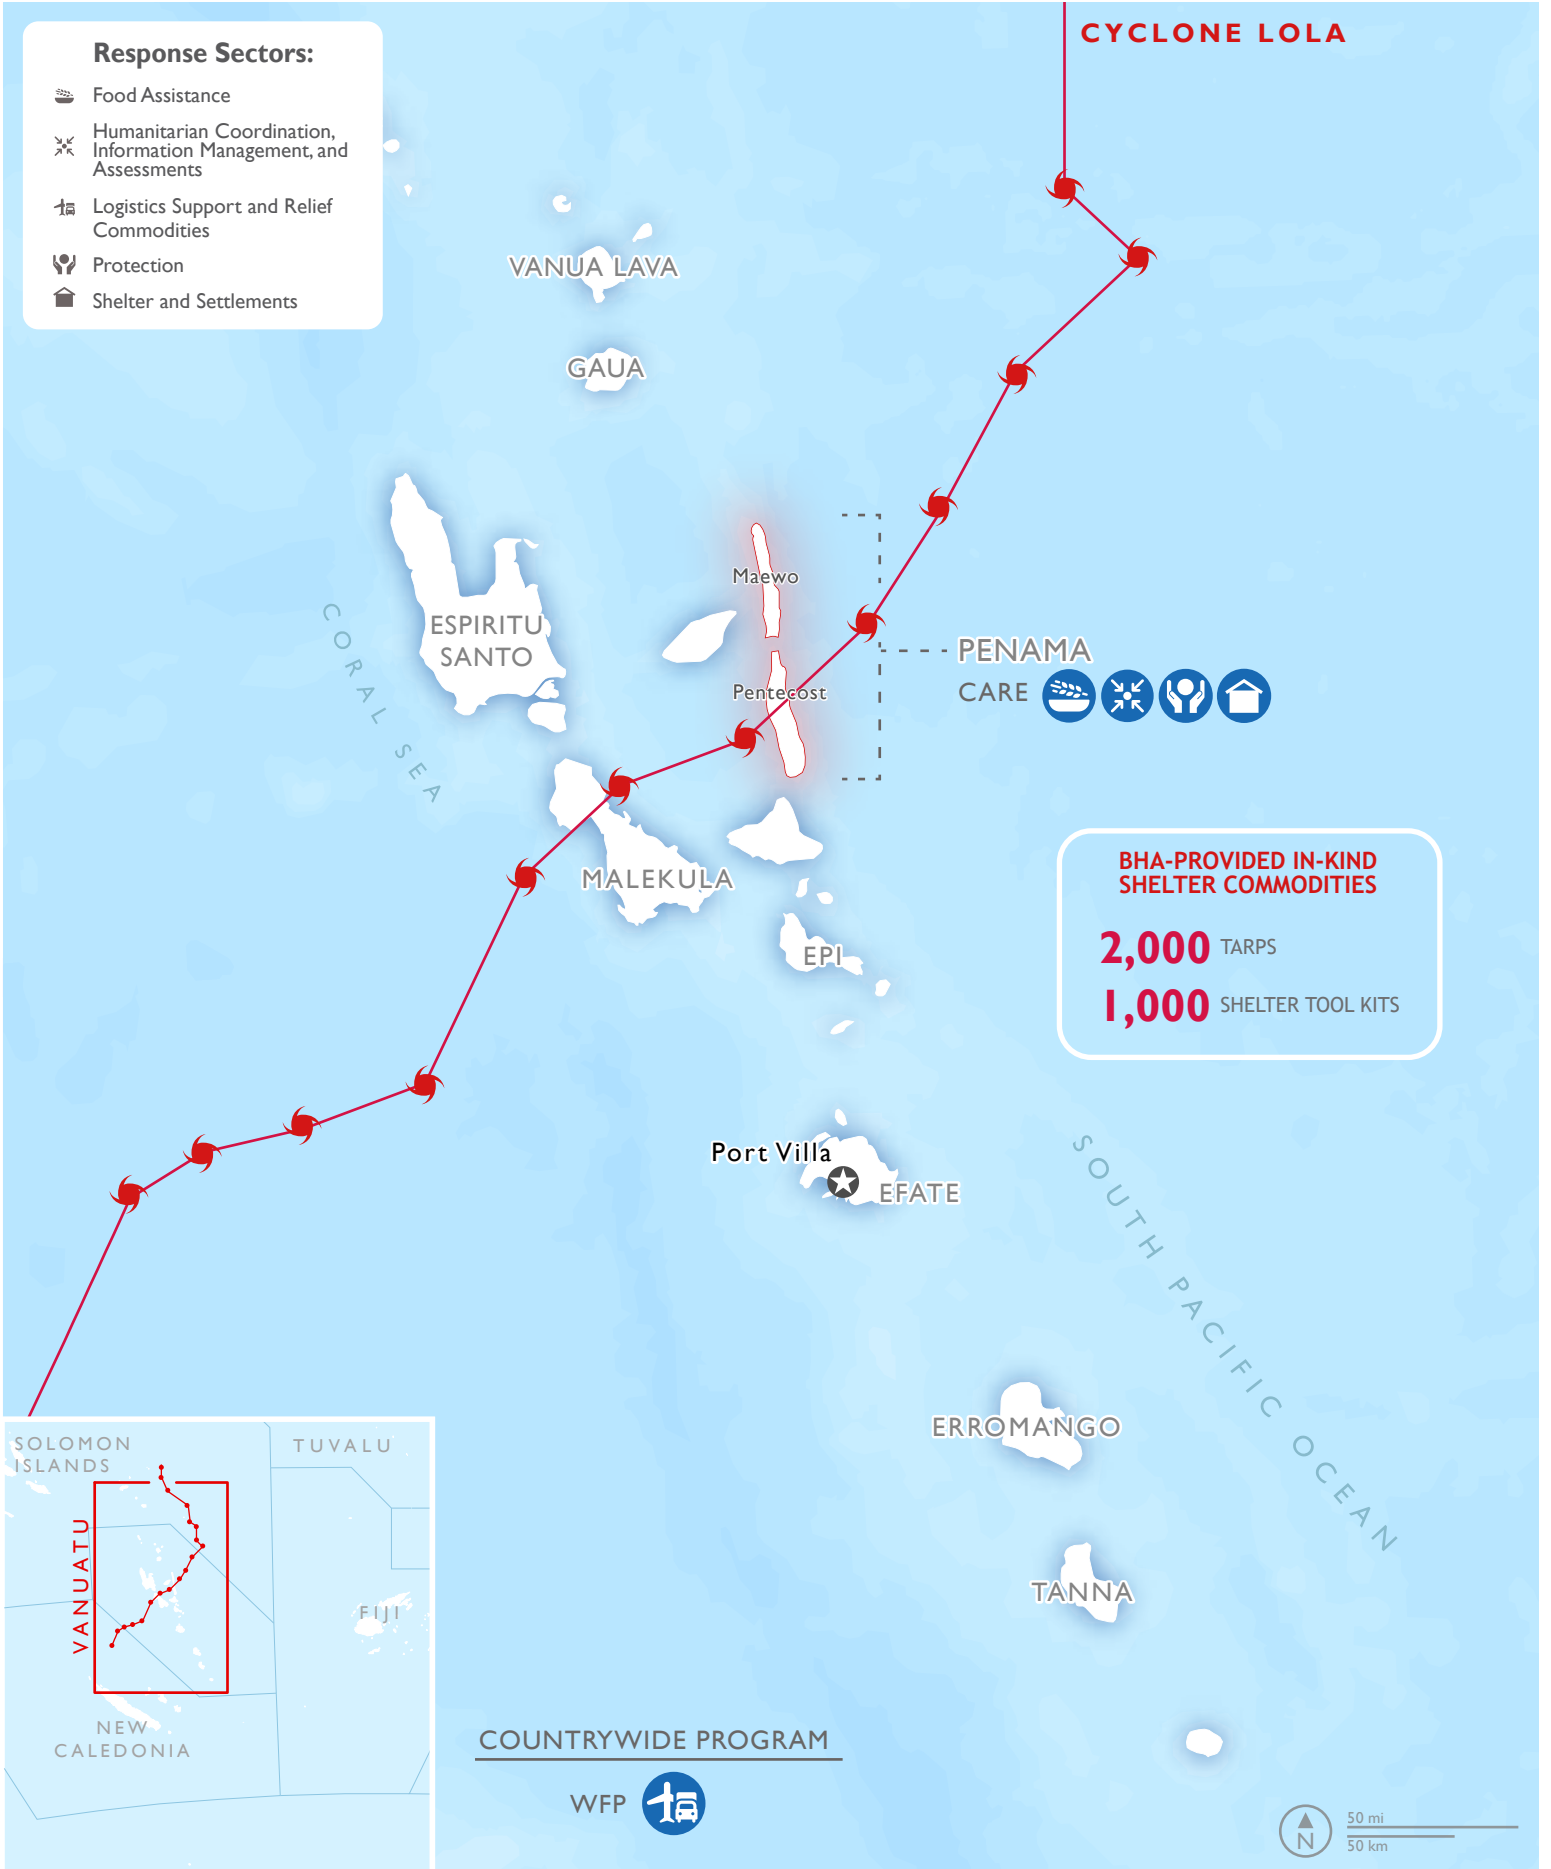 Response Sectors:
Food Assistance
Humanitarian Coordination,
Information Management, and
Assessments
Logistics Support and Relief
Commodities
Protection
Shelter and Settlements
CYCLONE LOLA
VANUA LAVA
GAUA
Maewo
ESPIRITU
SANTO
CORAL SEA
PENAMA
CARE
Pentecost
MALEKULA
BHA-PROVIDED IN-KIND
SHELTER COMMODITIES
2,000 TARPS
1,000 SHELTER TOOL KITS
EPI
Port Villa
EFATE
SOUTH PACIFIC OCEAN
ERROMANGO
TANNA
SOLOMON
ISLANDS
TUVALU
VANUATU
FIJI
NEW
CALEDONIA
COUNTRYWIDE PROGRAM
WFP
N
50 mi
50 km